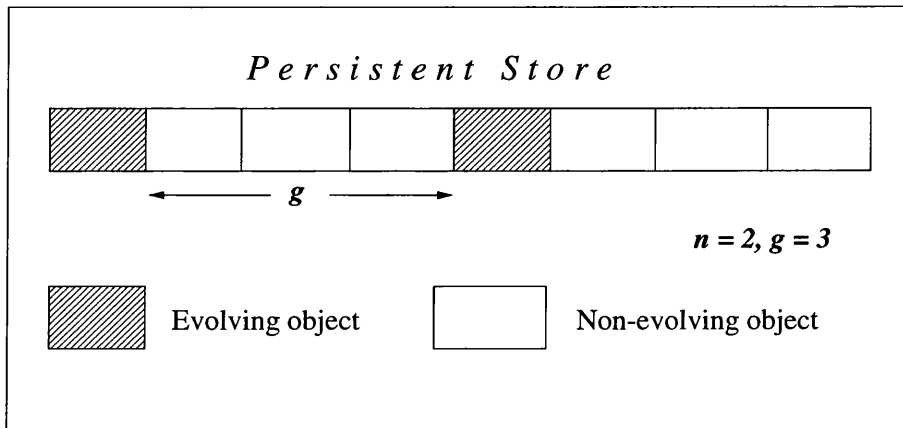 Persistent Store
g
n = 2, g = 3
Evolving object
Non-evolving object